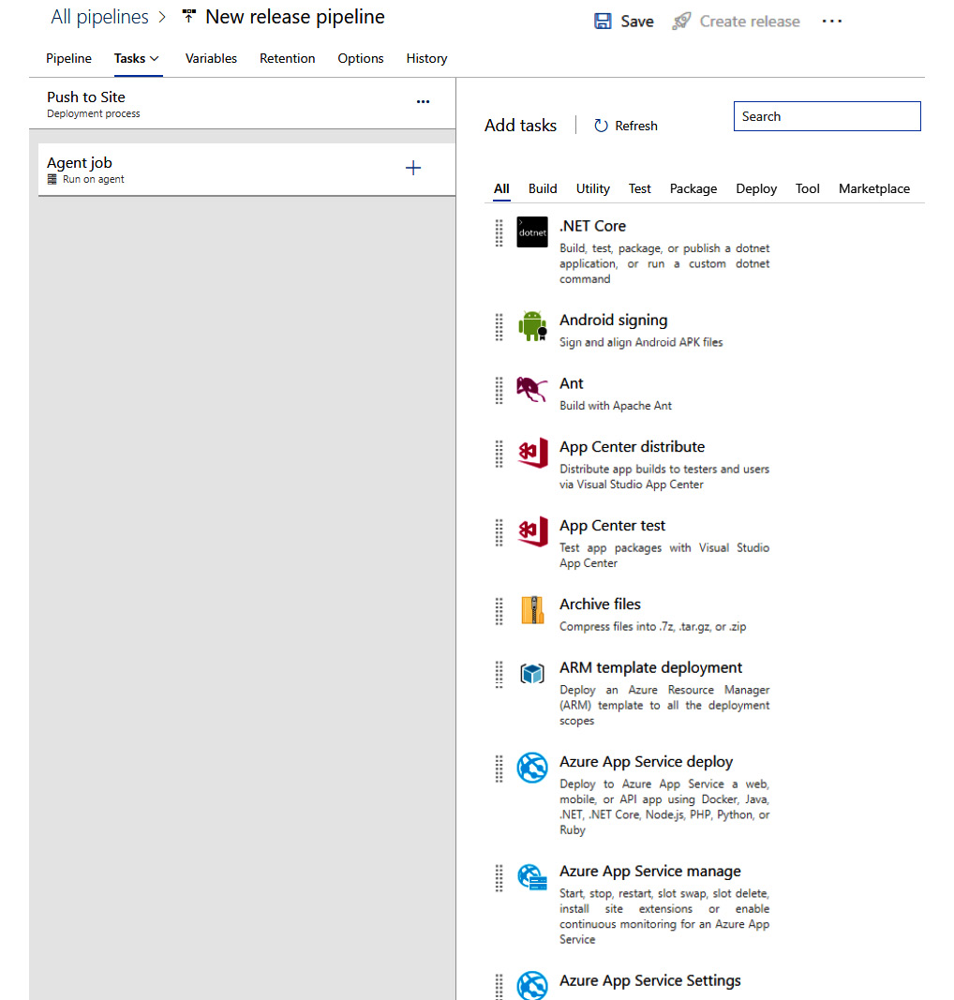 All pipelines > New release pipeline
Save Create release ...
Pipeline Tasks Variables Retention Options History
Push to Site ...
Deployment process
Agent job
Run on agent
Add tasks Refresh Search
All Build Utility Test Package Deploy Tool Marketplace
dotnet
.NET Core
Build, test, package, or publish a dotnet
application, or run a custom dotnet
command
Android signing
Sign and align Android APK files
Ant
Build with Apache Ant
App Center distribute
Distribute app builds to testers and users
via Visual Studio App Center
App Center test
Test app packages with Visual Studio
App Center
Archive files
Compress files into .7z, .tar.gz, or .zip
ARM template deployment
Deploy an Azure Resource Manager
(ARM) template to all the deployment
scopes
Azure App Service deploy
Deploy to Azure App Service a web,
mobile, or API app using Docker, Java,
.NET, .NET Core, Node.js, PHP, Python, or
Ruby
Azure App Service manage
Start, stop, restart, slot swap, slot delete,
install site extensions or enable
continuous monitoring for an Azure App
Service
Azure App Service Settings